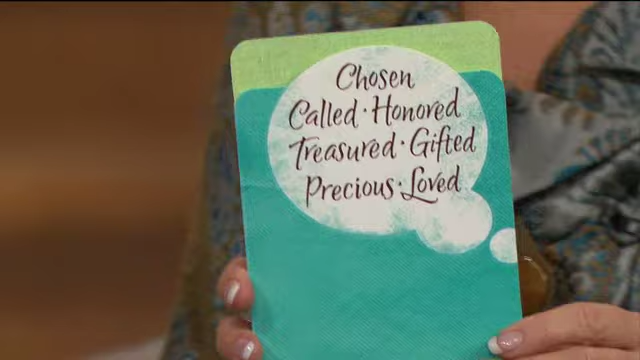 Chosen
Called · Honored
Treasured · Gifted
Precious · Loved